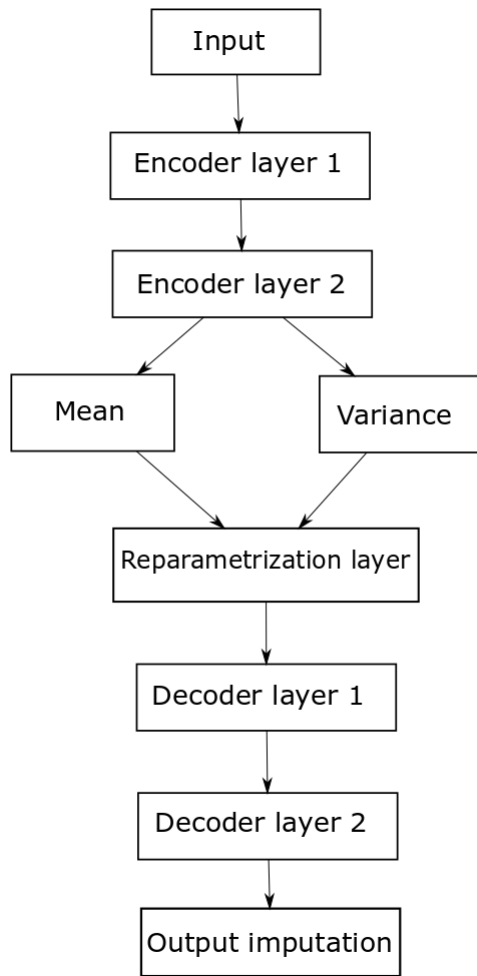 Input
Encoder layer 1
Encoder layer 2
Mean
Variance
Reparametrization layer
Decoder layer 1
Decoder layer 2
Output imputation